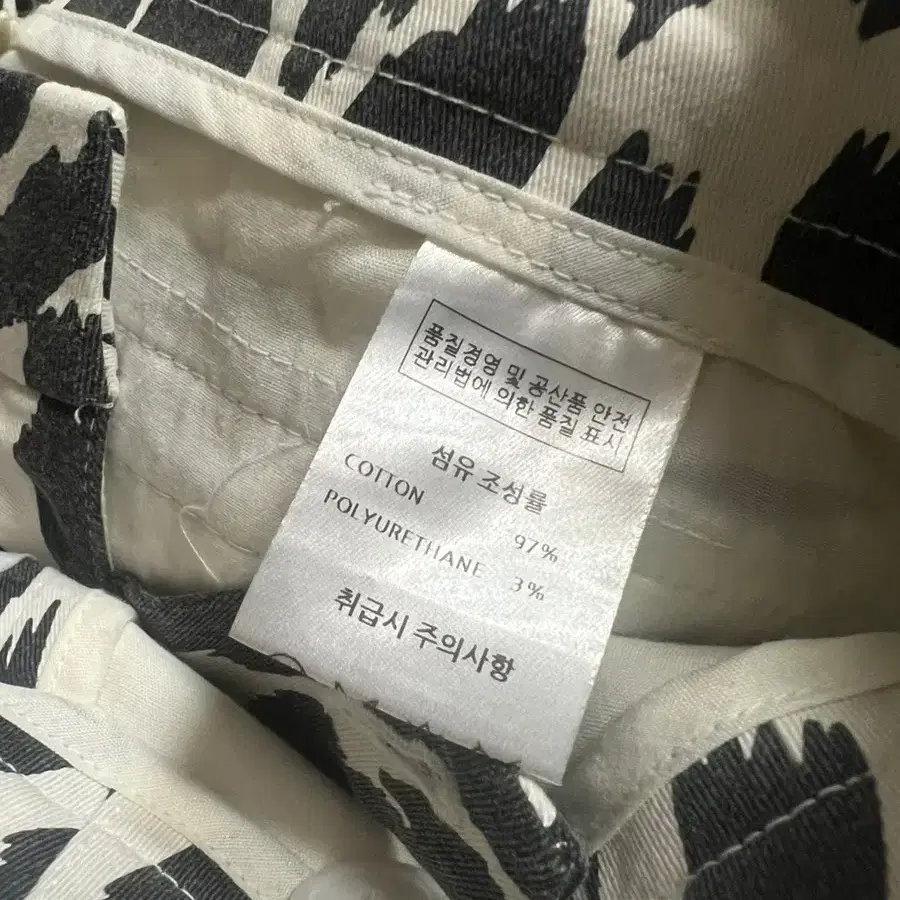 품질경영 및 공산품 안전
관리법에 의한 품질 표시
섬유 조성률
COTTON 97%
POLYURETHANE 3%
취급시 주의사항